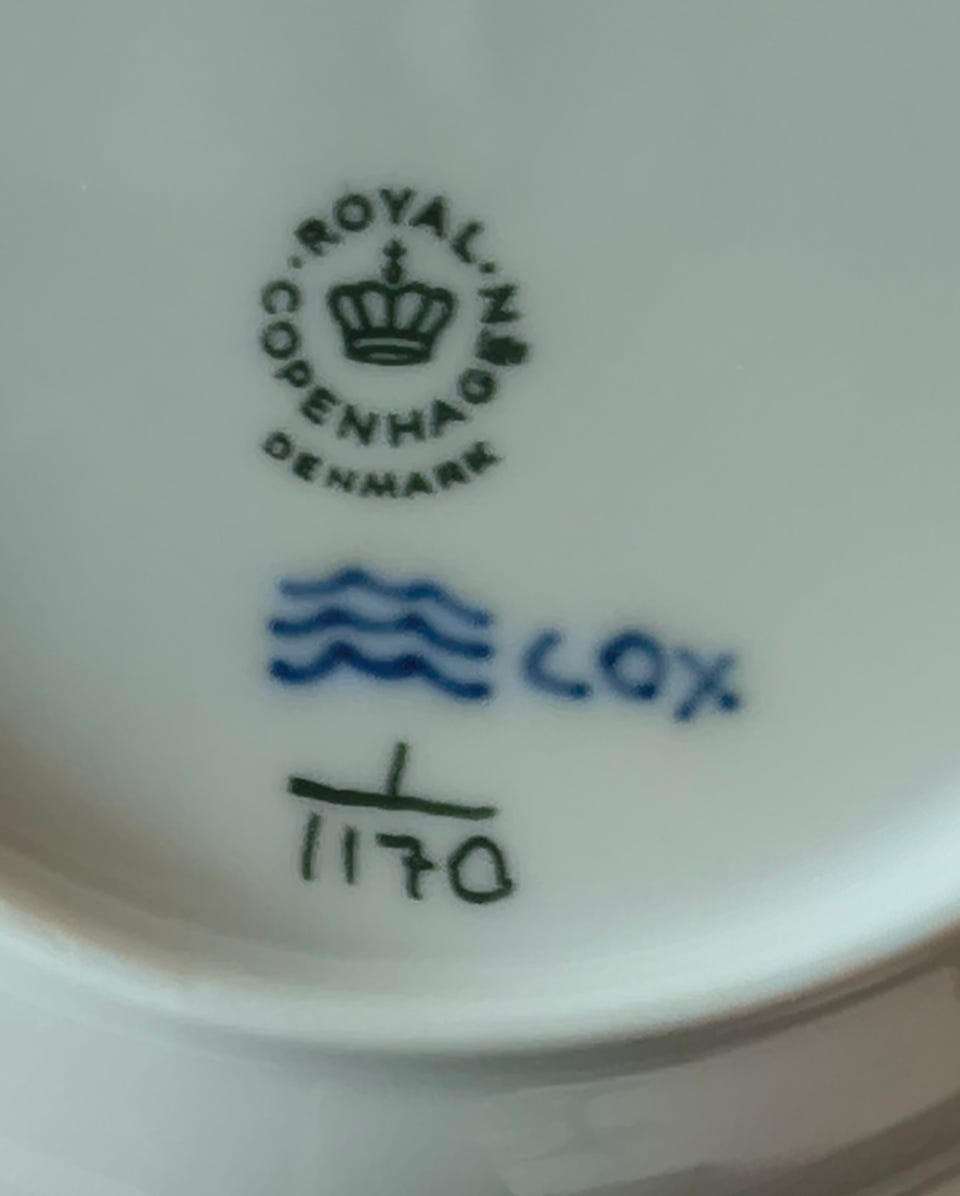 ROYAL
COPENHAGEN
DENMARK
COX
1
1170